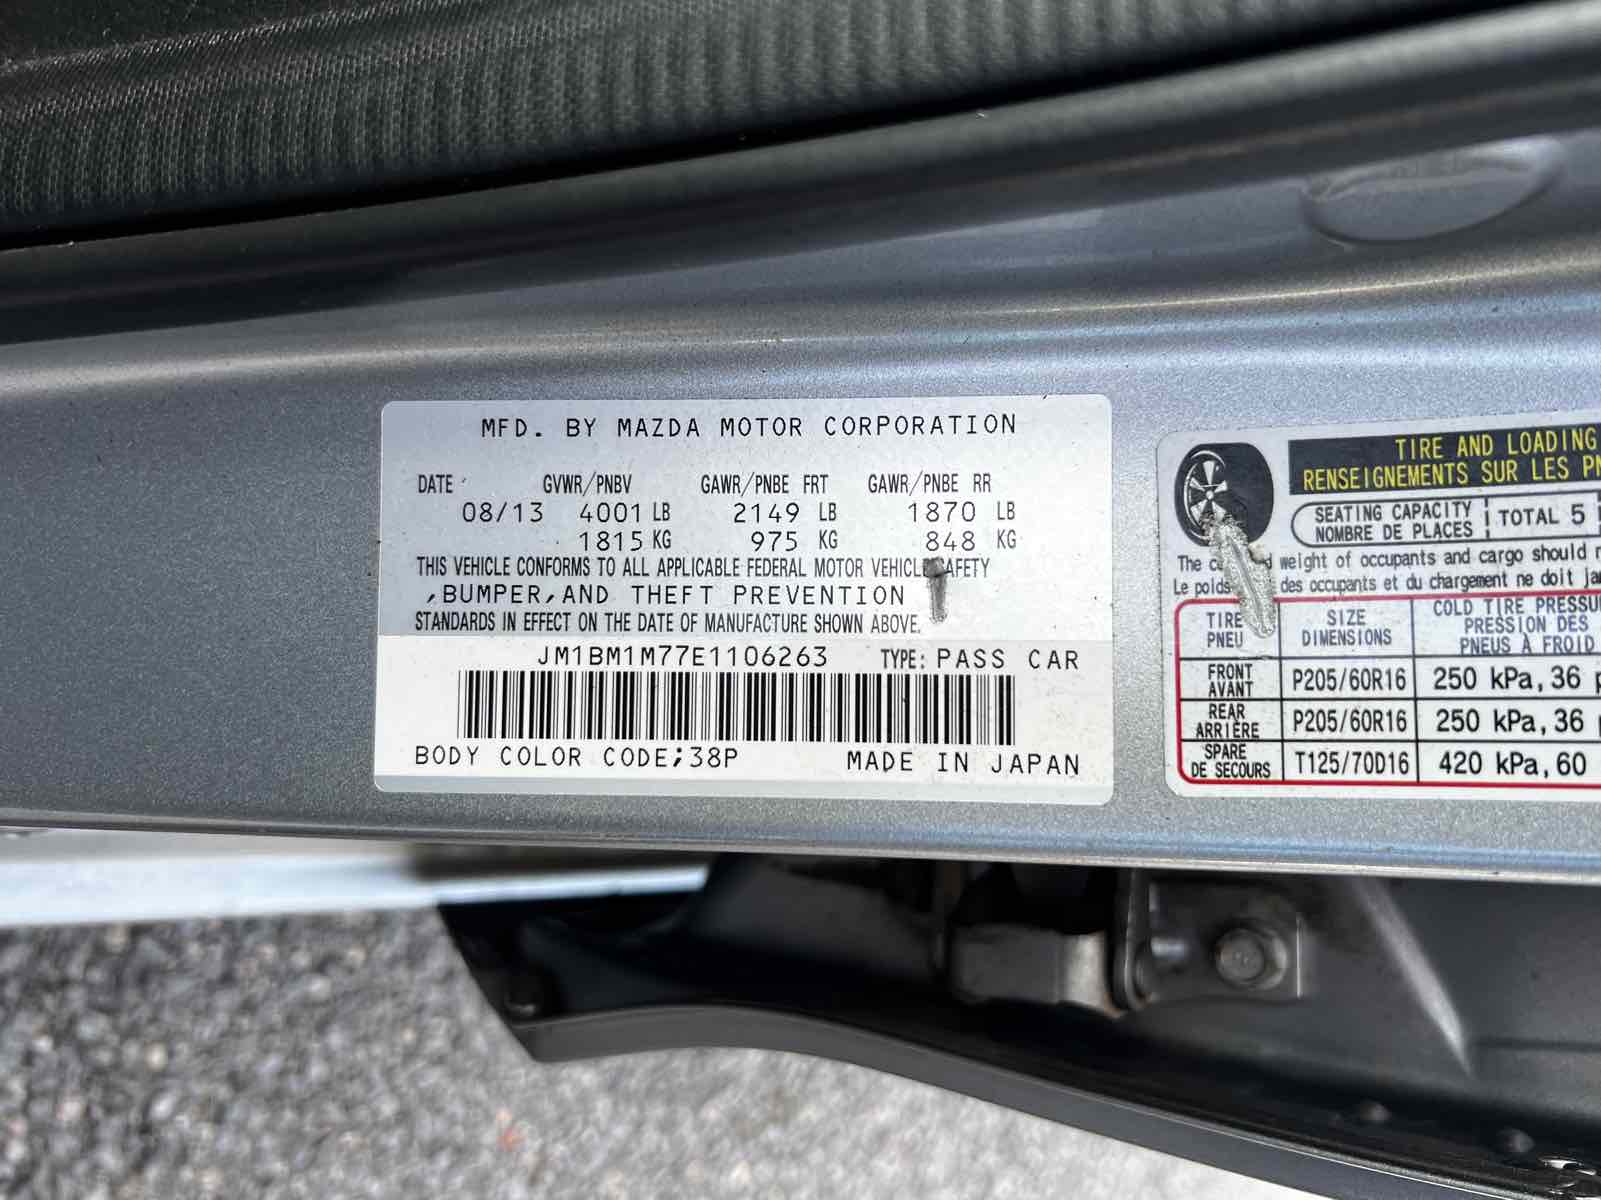 MFD. BY MAZDA MOTOR CORPORATION
DATE GVWR/PNBV GAWR/PNBE FRT GAWR/PNBE RR
08/13 4001 LB 2149 LB 1870 LB
1815 KG 975 KG 848 KG
THIS VEHICLE CONFORMS TO ALL APPLICABLE FEDERAL MOTOR VEHICLE SAFETY
,BUMPER,AND THEFT PREVENTION
STANDARDS IN EFFECT ON THE DATE OF MANUFACTURE SHOWN ABOVE.
JM1BM1M77E1106263 TYPE: PASS CAR
BODY COLOR CODE;38P MADE IN JAPAN
TIRE AND LOADING
RENSEIGNEMENTS SUR LES
SEATING CAPACITY
NOMBRE DE PLACES
TOTAL 5
The weight of occupants and cargo should
Le poids des occupants et du chargement ne doit
TIRE
PNEU
SIZE
DIMENSIONS
COLD TIRE
PRESSION DES
PNEUS À FROID
FRONT
AVANT
P205/60R16
250 kPa, 36
REAR
ARRIÈRE
P205/60R16
250 kPa, 36
SPARE
DE SECOURS
T125/70D16
420 kPa, 60